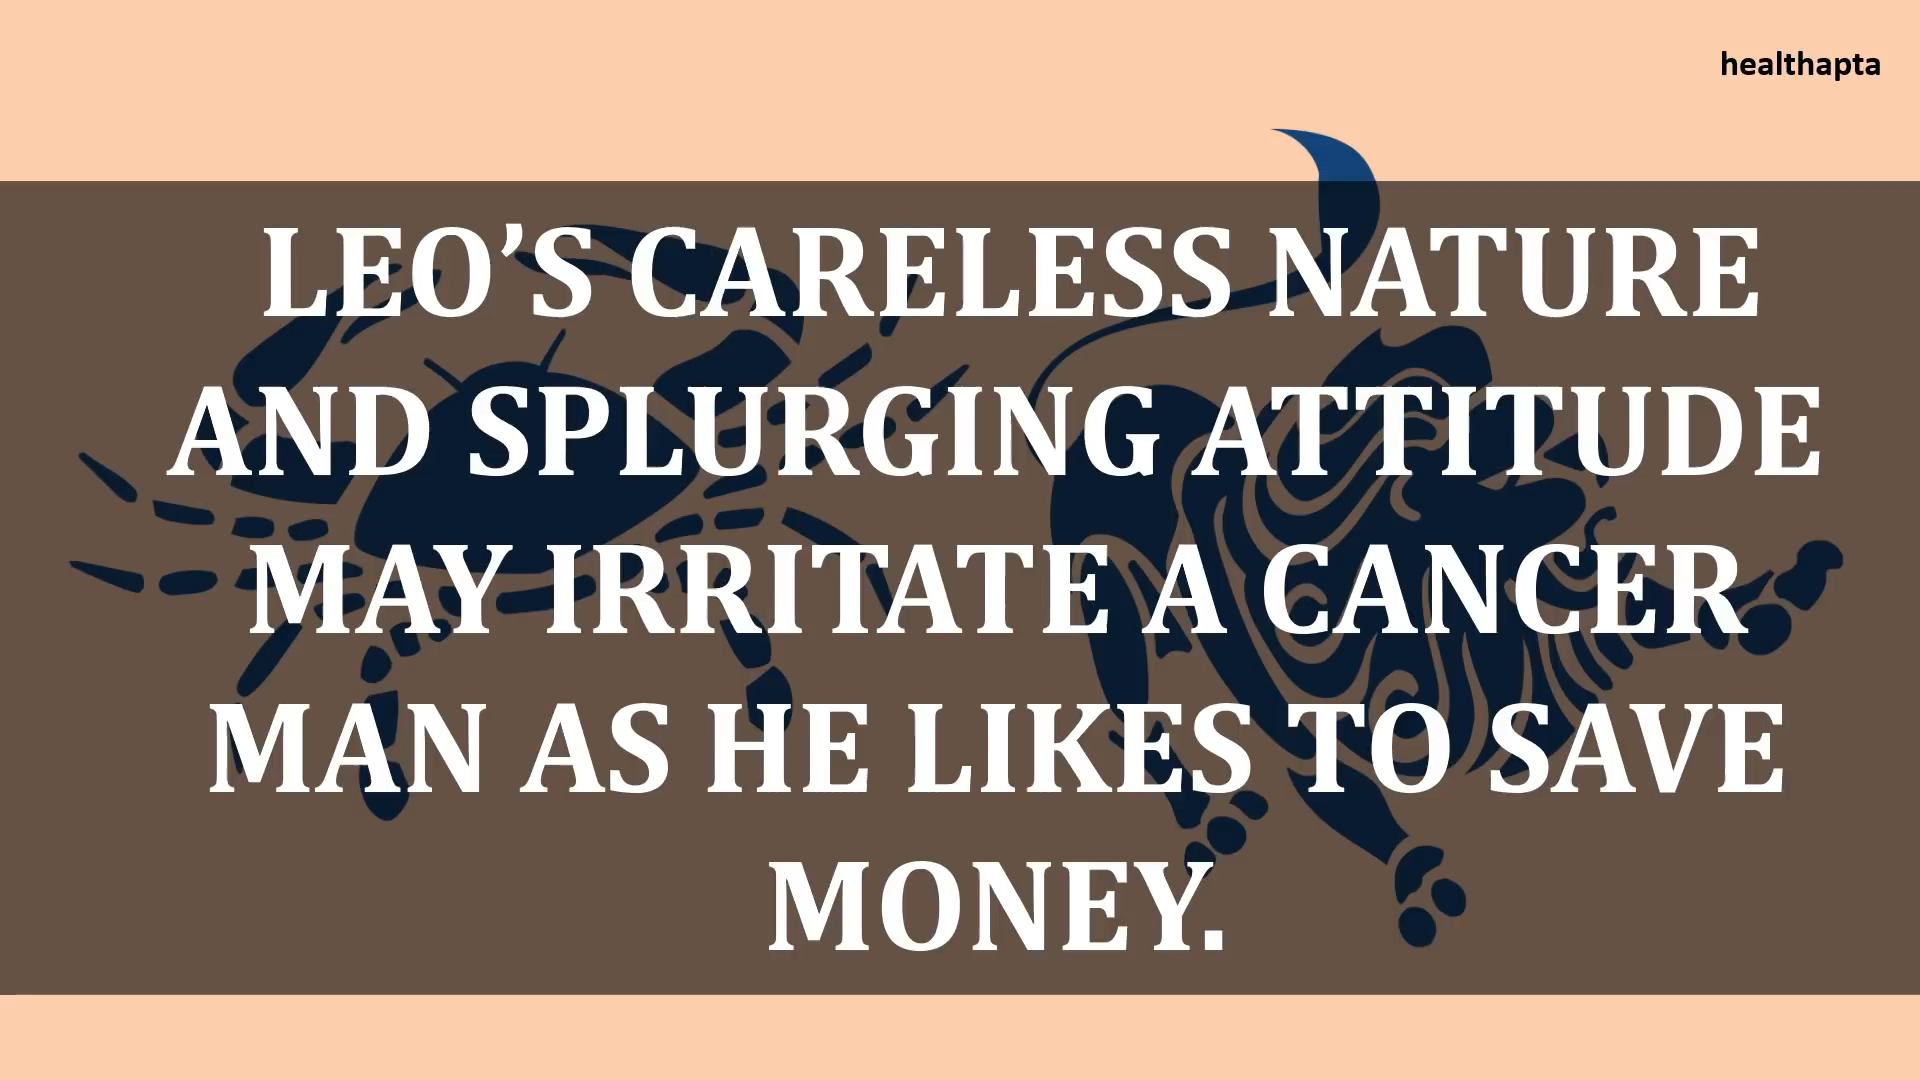 healthapta
LEO’S CARELESS NATURE
AND SPLURGING ATTITUDE
MAY IRRITATE A CANCER
MAN AS HE LIKES TO SAVE
MONEY.